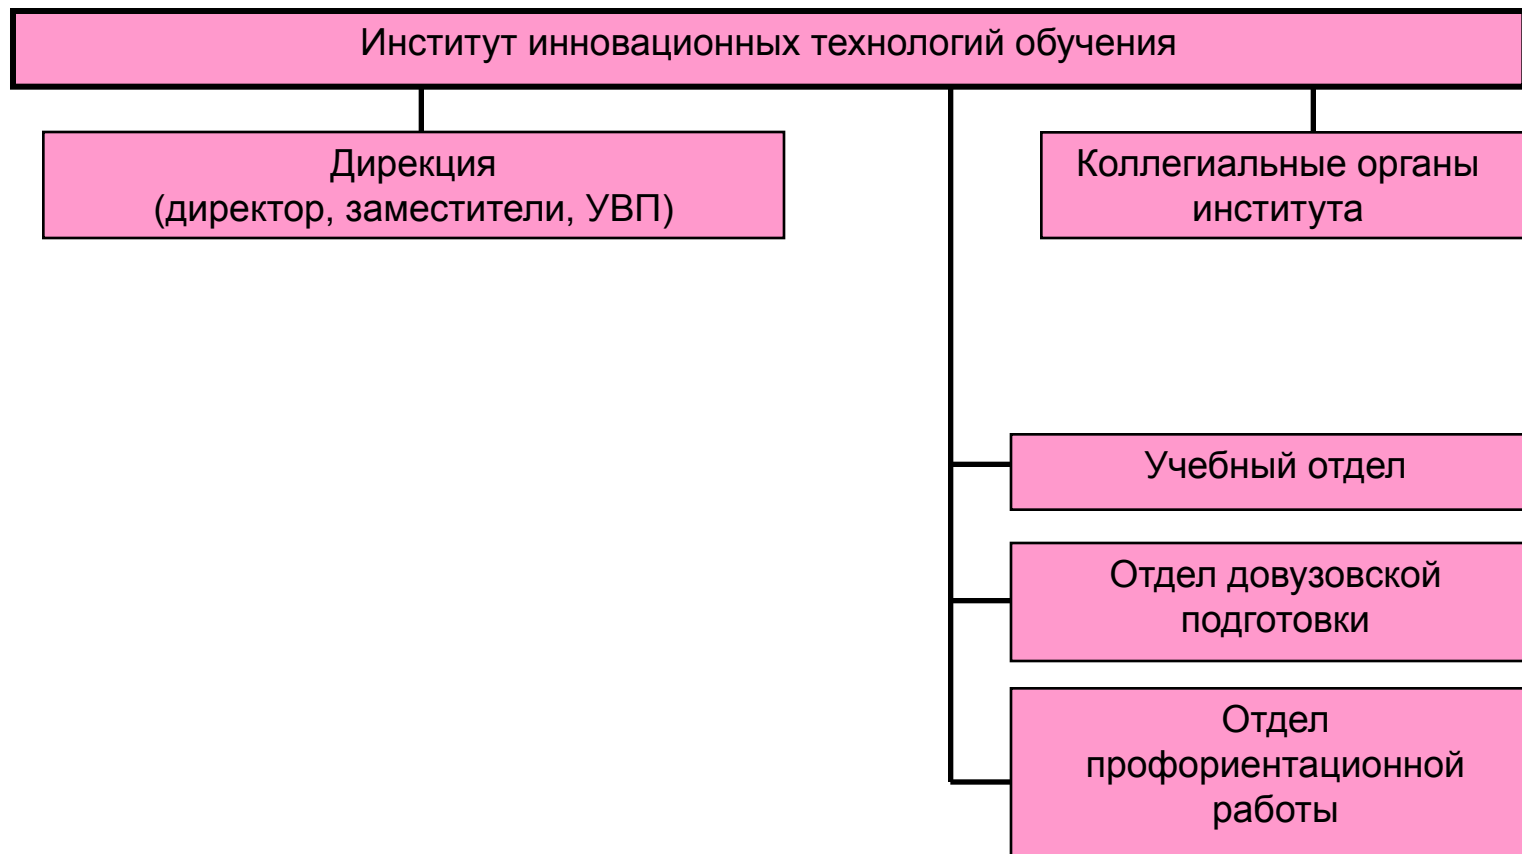 Институт инновационных технологий обучения
Дирекция
(директор, заместители, УВП)
Коллегиальные органы
института
Учебный отдел
Отдел довузовской
подготовки
Отдел
профориентационной
работы